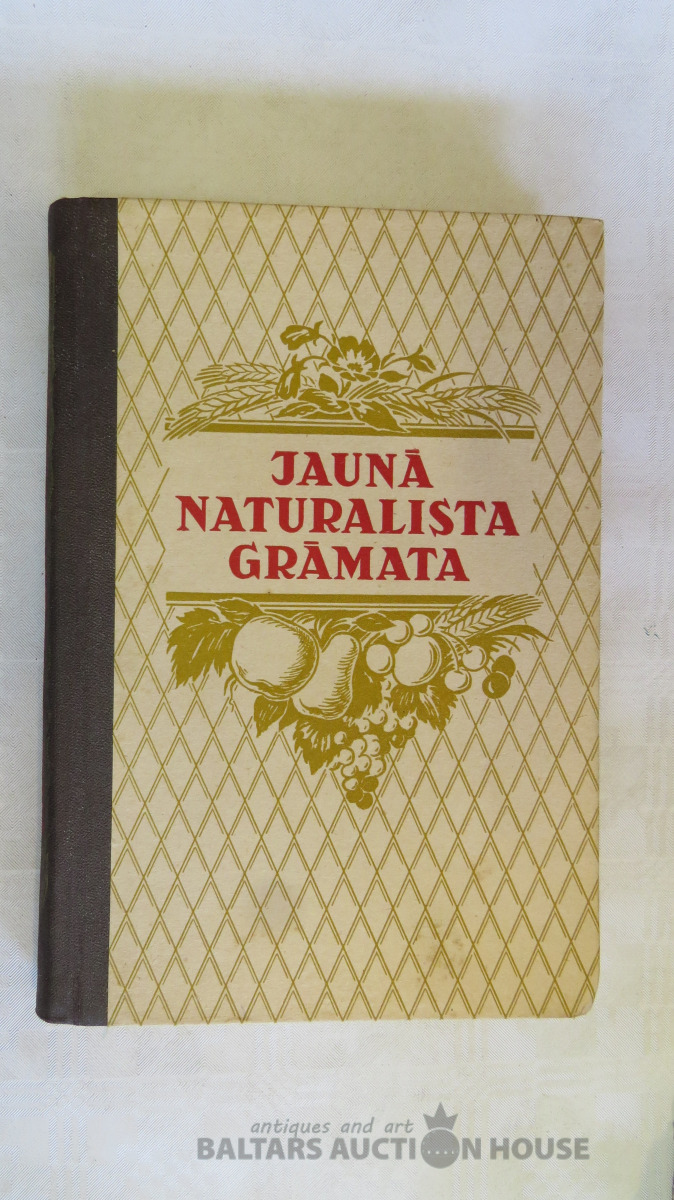 JAUNĀ
NATURALISTA
GRĀMATA
antiques and art
BALTARS AUCTION HOUSE